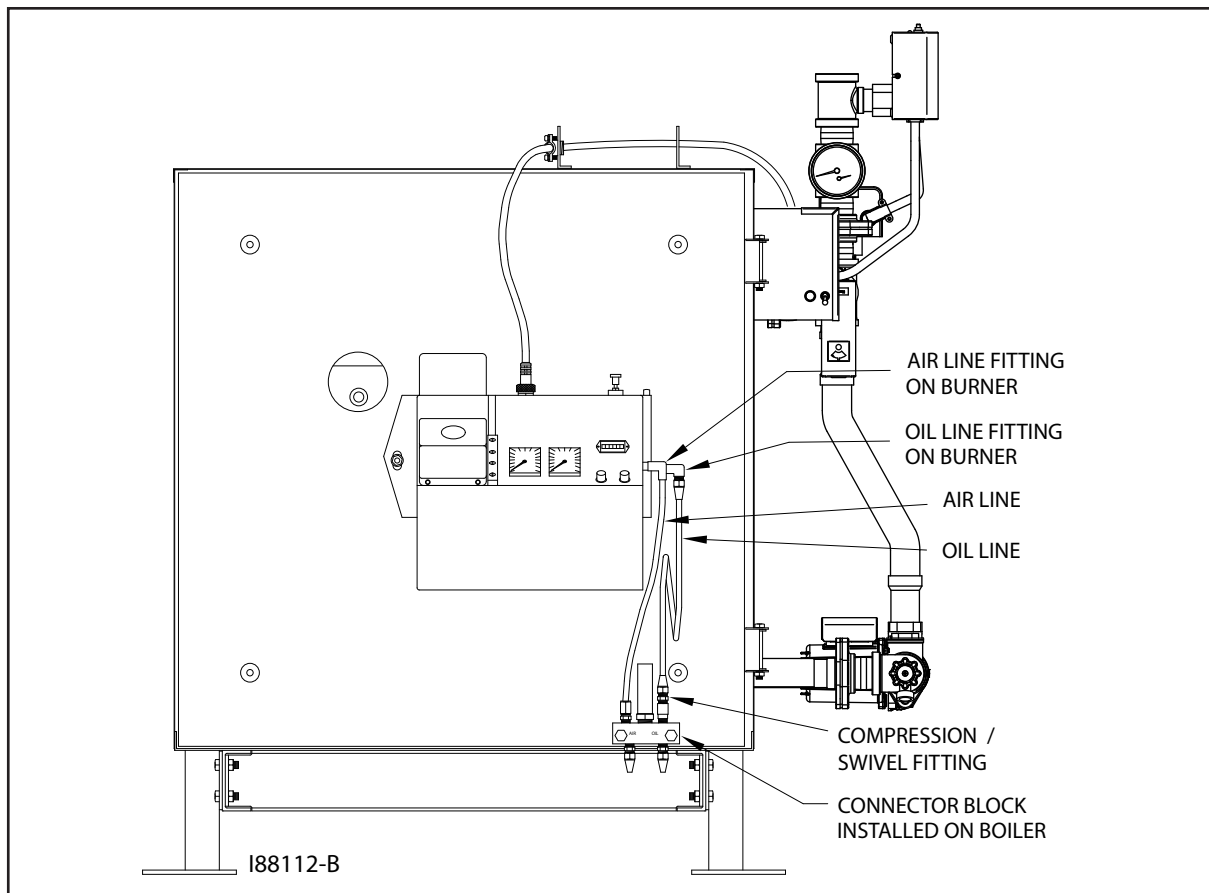 AIR LINE FITTING
ON BURNER
OIL LINE FITTING
ON BURNER
AIR LINE
OIL LINE
COMPRESSION /
SWIVEL FITTING
AIR OIL
CONNECTOR BLOCK
INSTALLED ON BOILER
I88112-B